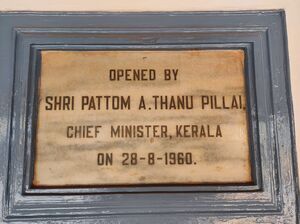 OPENED BY
SHRI PATTOM A. THANU PILLAI,
CHIEF MINISTER, KERALA
ON 28-8-1960.